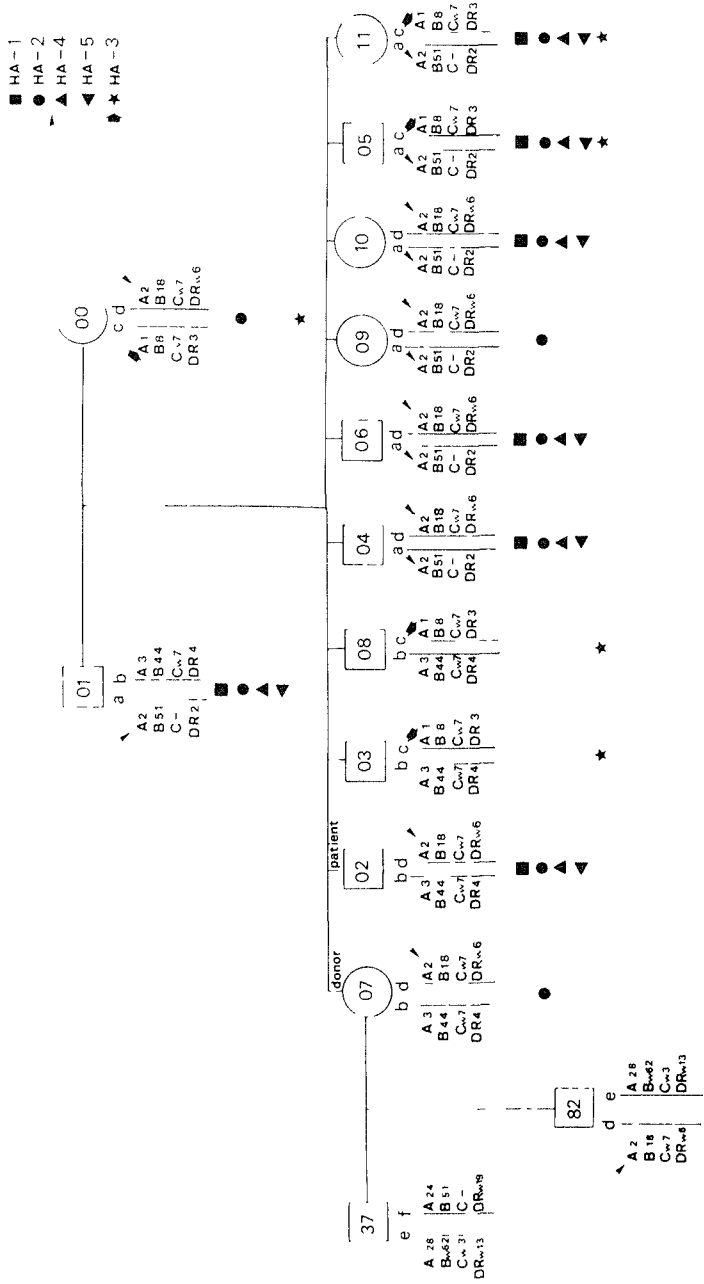 HA-1
HA-2
HA-4
HA-5
HA-3
01
a b
A2 A3
B51 B44
C- Cw7
DR2 DR4
00
c d
A1 A2
B8 B18
Cw7 Cw7
DR3 DRw6
donor
07
b d
A3 A2
B44 B18
Cw7 Cw7
DR4 DRw6
patient
02
b d
A3 A2
B44 B18
Cw7 Cw7
DR4 DRw6
03
b c
A3 A1
B44 B8
Cw7 Cw7
DR4 DR3
08
b c
A3 A1
B44 B8
Cw7 Cw7
DR4 DR3
04
a d
A2 A2
B51 B18
C- Cw7
DR2 DRw6
06
a d
A2 A2
B51 B18
C- Cw7
DR2 DRw6
09
a d
A2 A2
B51 B18
C- Cw7
DR2 DRw6
10
a d
A2 A2
B51 B18
C- Cw7
DR2 DRw6
05
a c
A2 A1
B51 B8
C- Cw7
DR2 DR3
11
a c
A2 A1
B51 B8
C- Cw7
DR2 DR3
37
e f
A28 A24
Bw62 B51
Cw3 C-
DRw13
82
d e
A2 A28
B18 Bw62
Cw7 Cw3
DRw6 DRw13